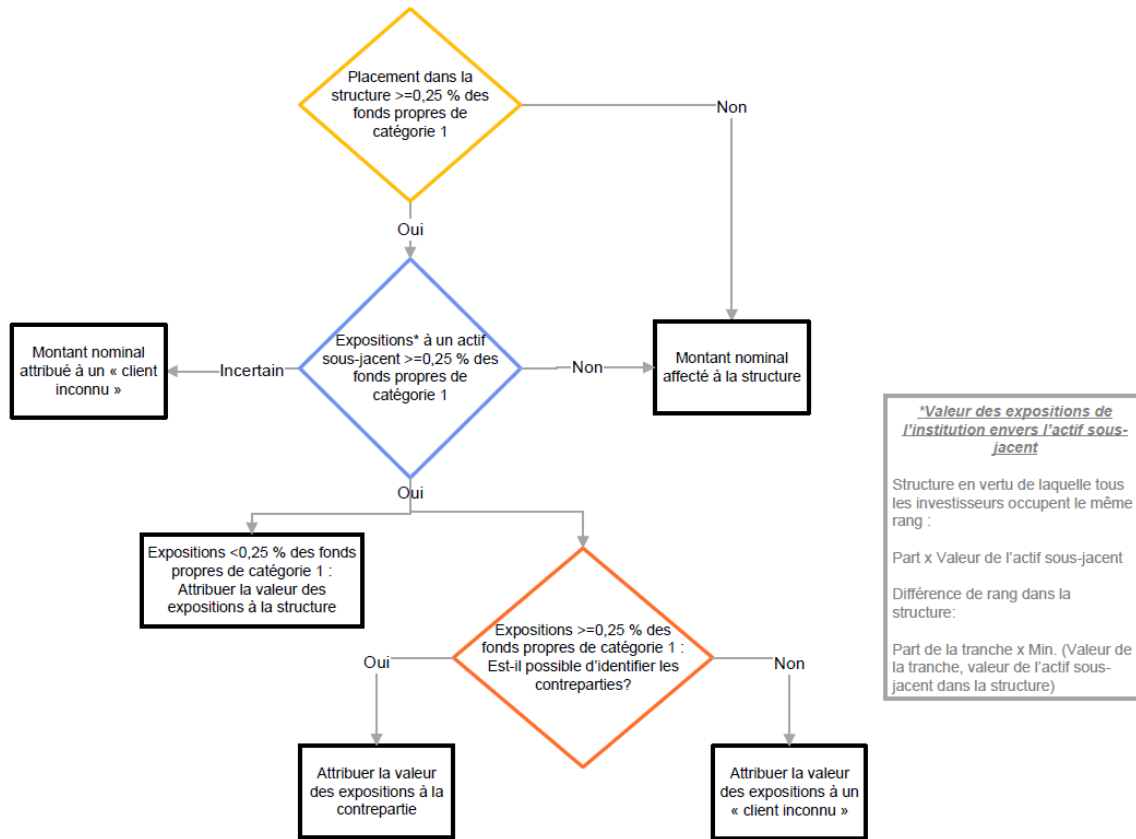 Placement dans la
structure >=0,25 % des
fonds propres de
catégorie 1
Non
Oui
Expositions* à un actif
sous-jacent >=0,25 % des
fonds propres de
catégorie 1
Incertain
Non
Montant nominal
attribué à un « client
inconnu »
Montant nominal
affecté à la structure
Oui
Expositions <0,25 % des fonds
propres de catégorie 1 :
Attribuer la valeur des
expositions à la structure
Expositions >=0,25 % des
fonds propres de catégorie 1 :
Est-il possible d’identifier les
contreparties?
Oui
Non
Attribuer la valeur
des expositions à la
contrepartie
Attribuer la valeur
des expositions à un
« client inconnu »
*Valeur des expositions de
l’institution envers l’actif sous-
jacent
Structure en vertu de laquelle tous
les investisseurs occupent le même
rang :
Part x Valeur de l’actif sous-jacent
Différence de rang dans la
structure:
Part de la tranche x Min. (Valeur de
la tranche, valeur de l’actif sous-
jacent dans la structure)